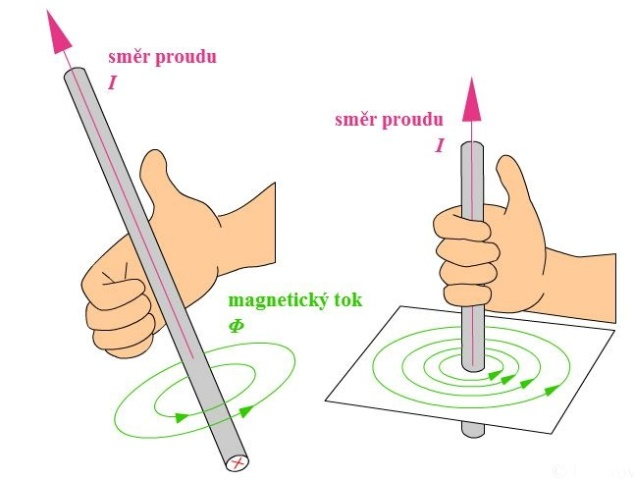 směr proudu
I
směr proudu
I
magnetický tok
Φ